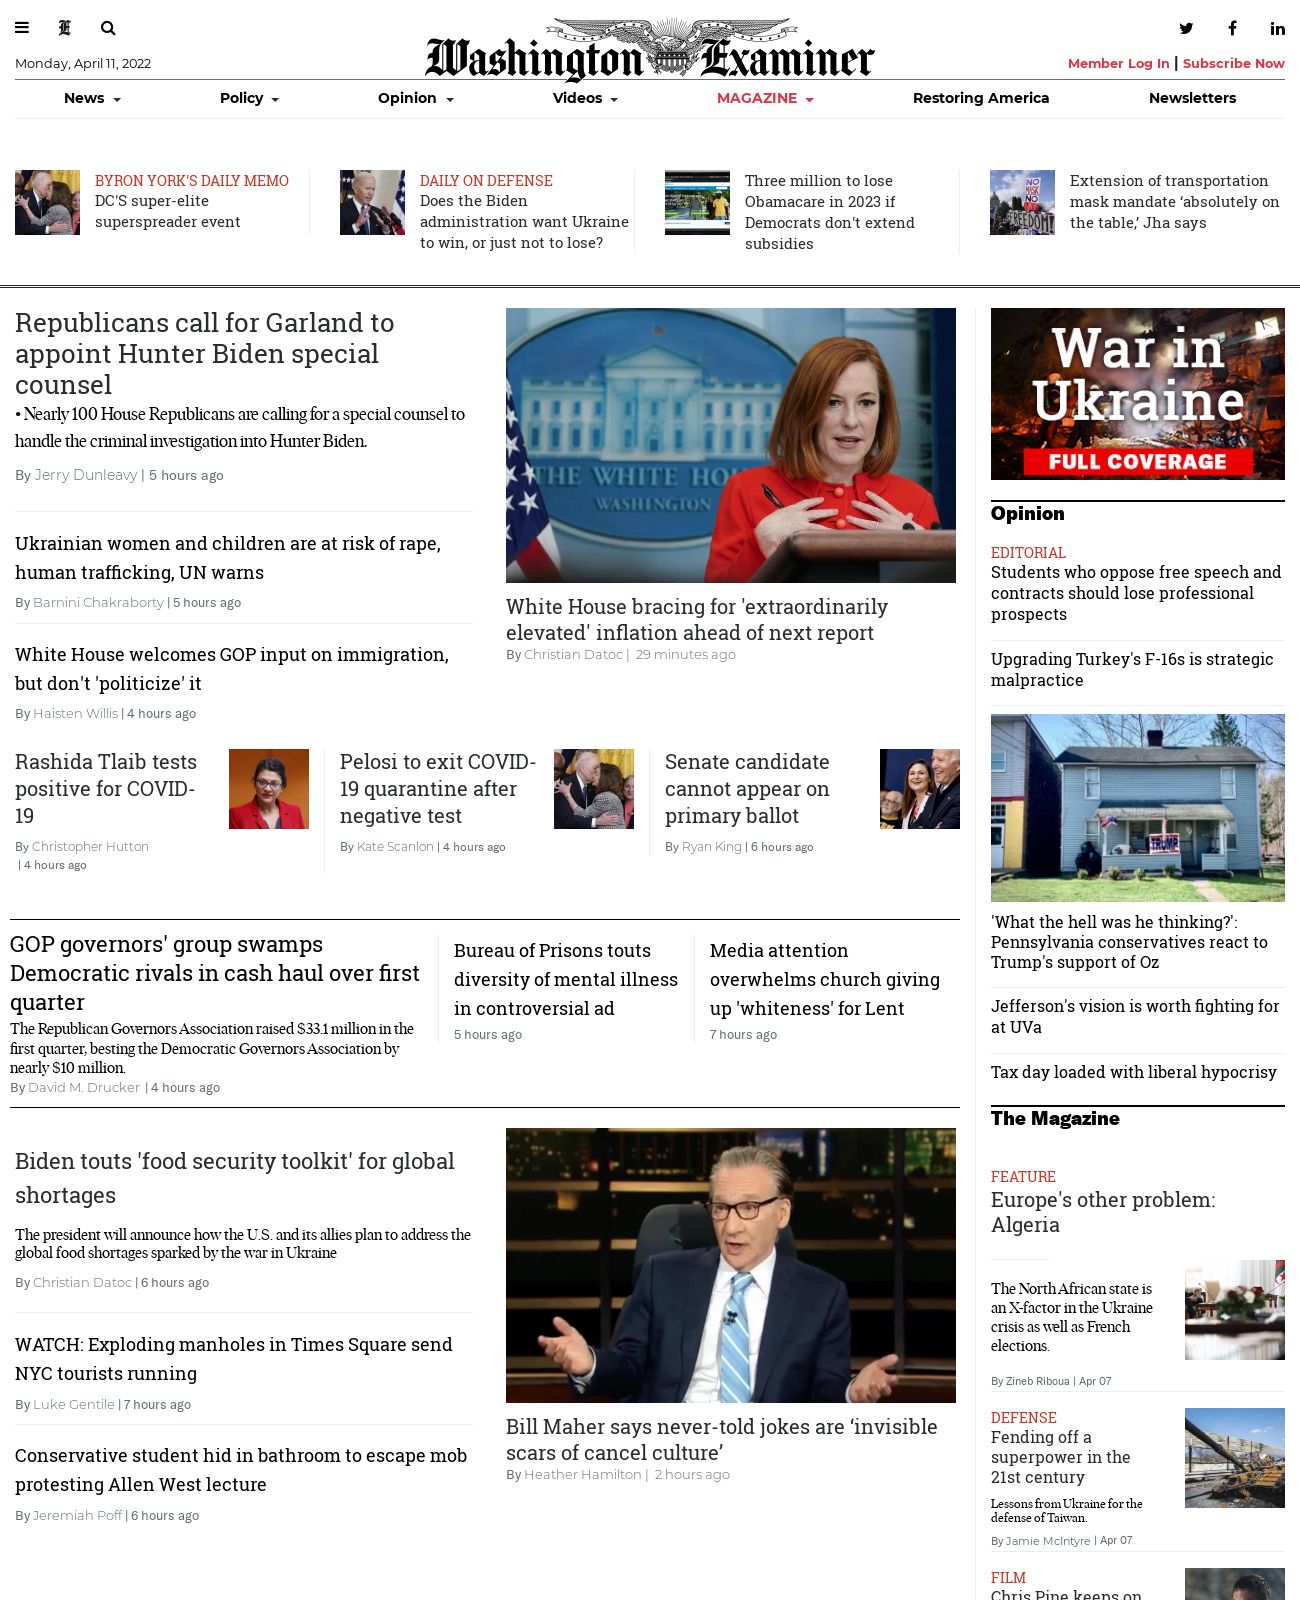 Washington Examiner
Monday, April 11, 2022
Member Log In | Subscribe Now
News
Policy
Opinion
Videos
MAGAZINE
Restoring America
Newsletters
BYRON YORK'S DAILY MEMO
DC'S super-elite
superspreader event
DAILY ON DEFENSE
Does the Biden
administration want Ukraine
to win, or just not to lose?
Three million to lose
Obamacare in 2023 if
Democrats don't extend
subsidies
NO
MASK
NO
FREEDOM
Extension of transportation
mask mandate ‘absolutely on
the table,’ Jha says
Republicans call for Garland to
appoint Hunter Biden special
counsel
• Nearly 100 House Republicans are calling for a special counsel to
handle the criminal investigation into Hunter Biden.
By Jerry Dunleavy | 5 hours ago
Ukrainian women and children are at risk of rape,
human trafficking, UN warns
By Barnini Chakraborty | 5 hours ago
White House welcomes GOP input on immigration,
but don't 'politicize' it
By Haisten Willis | 4 hours ago
THE WHITE HO
WASHINGTON
White House bracing for 'extraordinarily
elevated' inflation ahead of next report
By Christian Datoc | 29 minutes ago
Rashida Tlaib tests
positive for COVID-
19
By Christopher Hutton
| 4 hours ago
Pelosi to exit COVID-
19 quarantine after
negative test
By Kate Scanlon | 4 hours ago
Senate candidate
cannot appear on
primary ballot
By Ryan King | 6 hours ago
GOP governors' group swamps
Democratic rivals in cash haul over first
quarter
The Republican Governors Association raised $33.1 million in the
first quarter, besting the Democratic Governors Association by
nearly $10 million.
By David M. Drucker | 4 hours ago
Bureau of Prisons touts
diversity of mental illness
in controversial ad
5 hours ago
Media attention
overwhelms church giving
up 'whiteness' for Lent
7 hours ago
Biden touts 'food security toolkit' for global
shortages
The president will announce how the U.S. and its allies plan to address the
global food shortages sparked by the war in Ukraine
By Christian Datoc | 6 hours ago
WATCH: Exploding manholes in Times Square send
NYC tourists running
By Luke Gentile | 7 hours ago
Conservative student hid in bathroom to escape mob
protesting Allen West lecture
By Jeremiah Poff | 6 hours ago
Bill Maher says never-told jokes are ‘invisible
scars of cancel culture’
By Heather Hamilton | 2 hours ago
War in
Ukraine
FULL COVERAGE
Opinion
EDITORIAL
Students who oppose free speech and
contracts should lose professional
prospects
Upgrading Turkey's F-16s is strategic
malpractice
TRUMP
'What the hell was he thinking?':
Pennsylvania conservatives react to
Trump's support of Oz
Jefferson's vision is worth fighting for
at UVa
Tax day loaded with liberal hypocrisy
The Magazine
FEATURE
Europe's other problem:
Algeria
The North African state is
an X-factor in the Ukraine
crisis as well as French
elections.
By Zineb Riboua | Apr 07
DEFENSE
Fending off a
superpower in the
21st century
Lessons from Ukraine for the
defense of Taiwan.
By Jamie McIntyre | Apr 07
FILM
Chris Pine keeps on